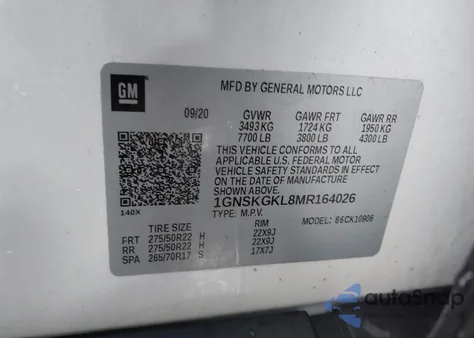 GM
MFD BY GENERAL MOTORS LLC
09/20 GVWR GAWR FRT GAWR RR
3493 KG 1724 KG 1950 KG
7700 LB 3800 LB 4300 LB
THIS VEHICLE CONFORMS TO ALL
APPLICABLE U.S. FEDERAL MOTOR
VEHICLE SAFETY STANDARDS IN EFFECT
ON THE DATE OF MANUFACTURE
SHOWN ABOVE.
1GNSKGKL8MR164026
140X
TYPE: M.P.V. MODEL: 86CK10906
TIRE SIZE RIM
FRT 275/50R22 H 22X9J
RR 275/50R22 H 22X9J
SPA 265/70R17 S 17X7J
autoSnap